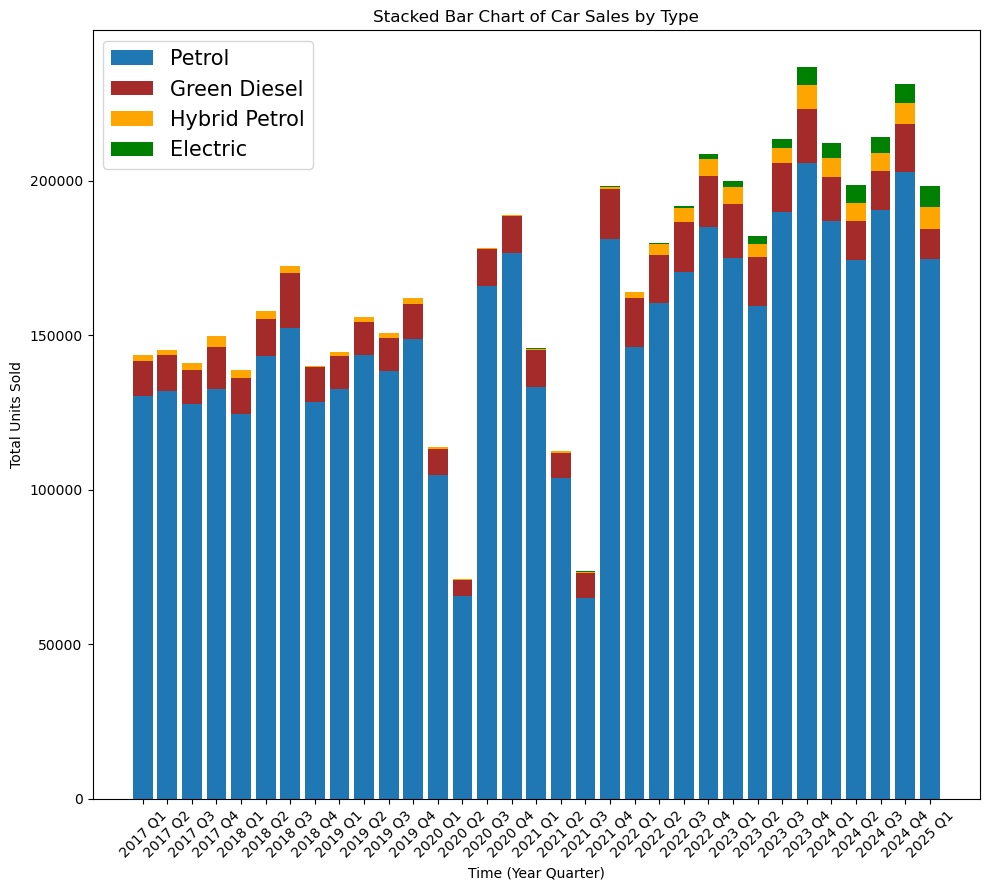 Stacked Bar Chart of Car Sales by Type
Petrol
Green Diesel
Hybrid Petrol
Electric
200000
150000
100000
50000
0
Total Units Sold
2017 Q1
2017 Q2
2017 Q3
2017 Q4
2018 Q1
2018 Q2
2018 Q3
2018 Q4
2019 Q1
2019 Q2
2019 Q3
2019 Q4
2020 Q1
2020 Q2
2020 Q3
2020 Q4
2021 Q1
2021 Q2
2021 Q3
2021 Q4
2022 Q1
2022 Q2
2022 Q3
2022 Q4
2023 Q1
2023 Q2
2023 Q3
2023 Q4
2024 Q1
2024 Q2
2024 Q3
2024 Q4
2025 Q1
Time (Year Quarter)